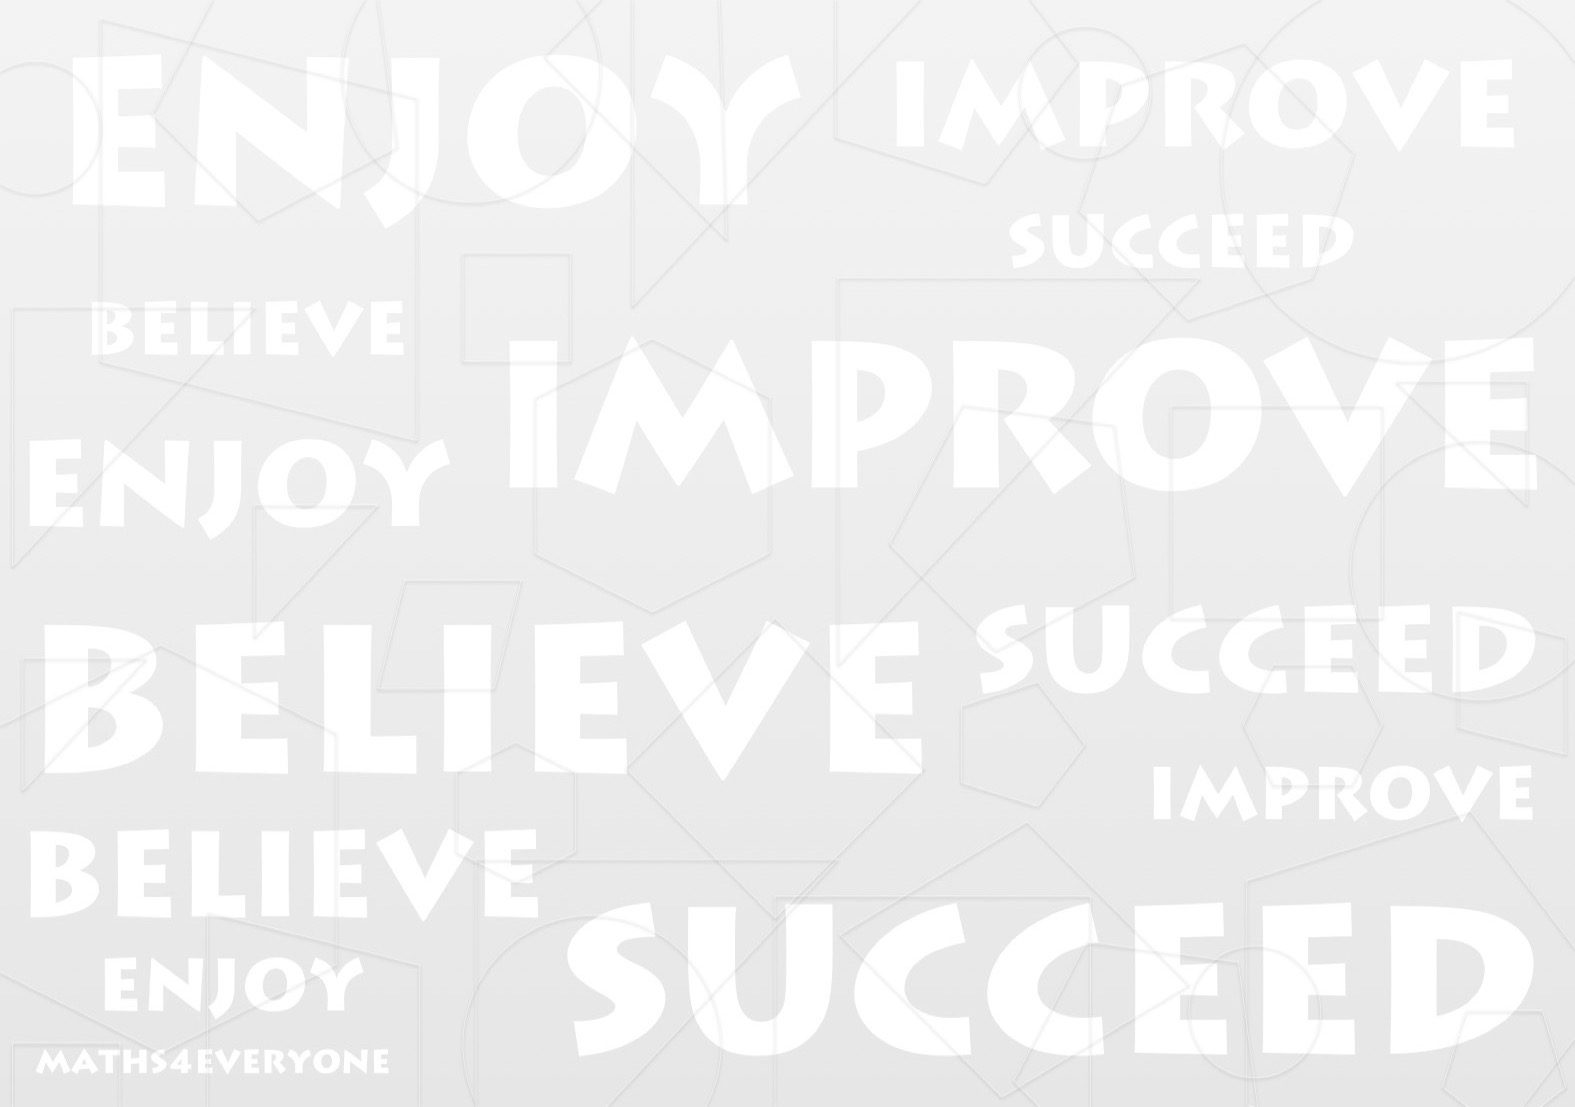 ENJOY
IMPROVE
SUCCEED
BELIEVE
IMPROVE
ENJOY
BELIEVE
SUCCEED
IMPROVE
BELIEVE
SUCCEED
ENJOY
MATHS4EVERYONE